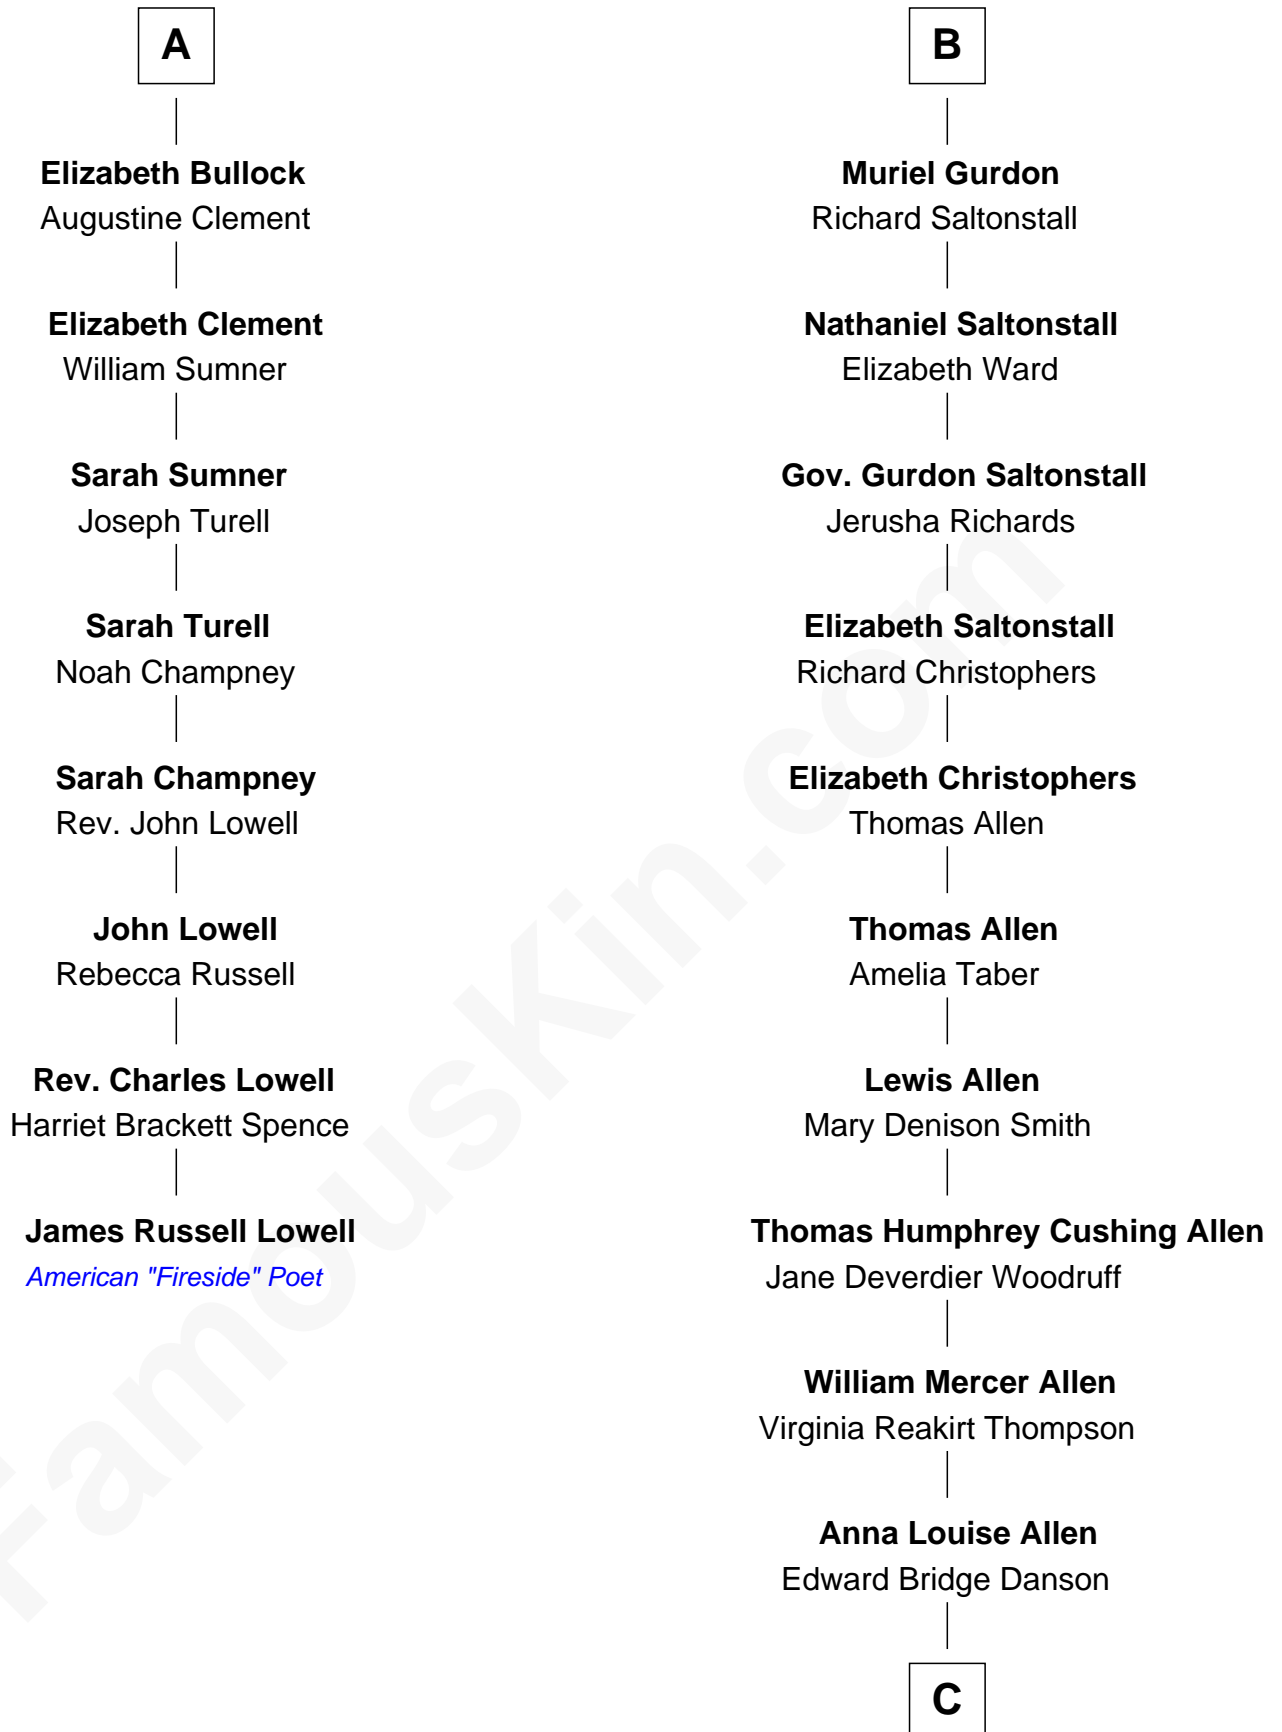 A
Elizabeth Bullock
Augustine Clement
Elizabeth Clement
William Sumner
Sarah Sumner
Joseph Turell
Sarah Turell
Noah Champney
Sarah Champney
Rev. John Lowell
John Lowell
Rebecca Russell
Rev. Charles Lowell
Harriet Brackett Spence
James Russell Lowell
American "Fireside" Poet
B
Muriel Gurdon
Richard Saltonstall
Nathaniel Saltonstall
Elizabeth Ward
Gov. Gurdon Saltonstall
Jerusha Richards
Elizabeth Saltonstall
Richard Christophers
Elizabeth Christophers
Thomas Allen
Thomas Allen
Amelia Taber
Lewis Allen
Mary Denison Smith
Thomas Humphrey Cushing Allen
Jane Deverdier Woodruff
William Mercer Allen
Virginia Reakirt Thompson
Anna Louise Allen
Edward Bridge Danson
C
FamousKin.com